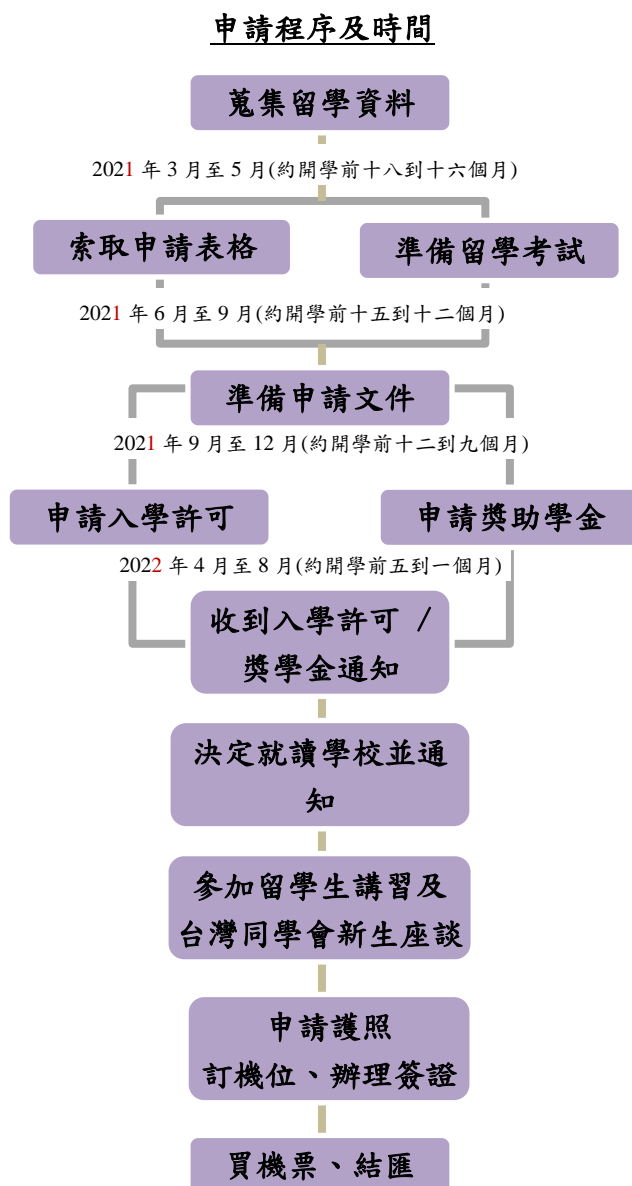 申請程序及時間
蒐集留學資料
2021 年 3 月至 5 月(約開學前十八到十六個月)
索取申請表格
準備留學考試
2021 年 6 月至 9 月(約開學前十五到十二個月)
準備申請文件
2021 年 9 月至 12 月(約開學前十二到九個月)
申請入學許可
申請獎助學金
2022 年 4 月至 8 月(約開學前五到一個月)
收到入學許可 /
獎學金通知
決定就讀學校並通
知
參加留學生講習及
台灣同學會新生座談
申請護照
訂機位、辦理簽證
買機票、結匯